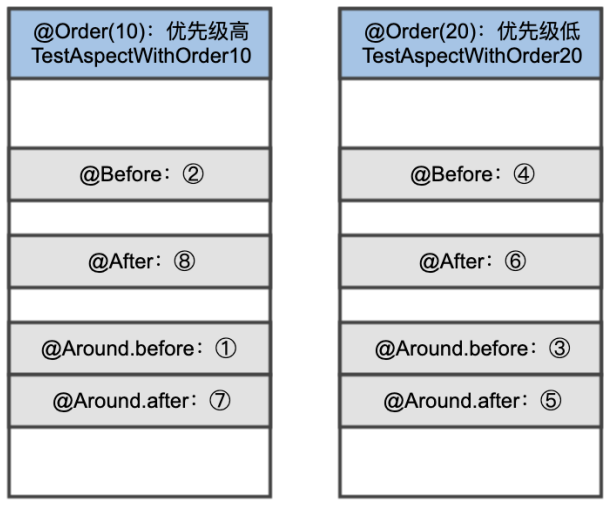 @Order(10)：优先级高
TestAspectWithOrder10
@Before：②
@After：⑧
@Around.before：①
@Around.after：⑦
@Order(20)：优先级低
TestAspectWithOrder20
@Before：④
@After：⑥
@Around.before：③
@Around.after：⑤